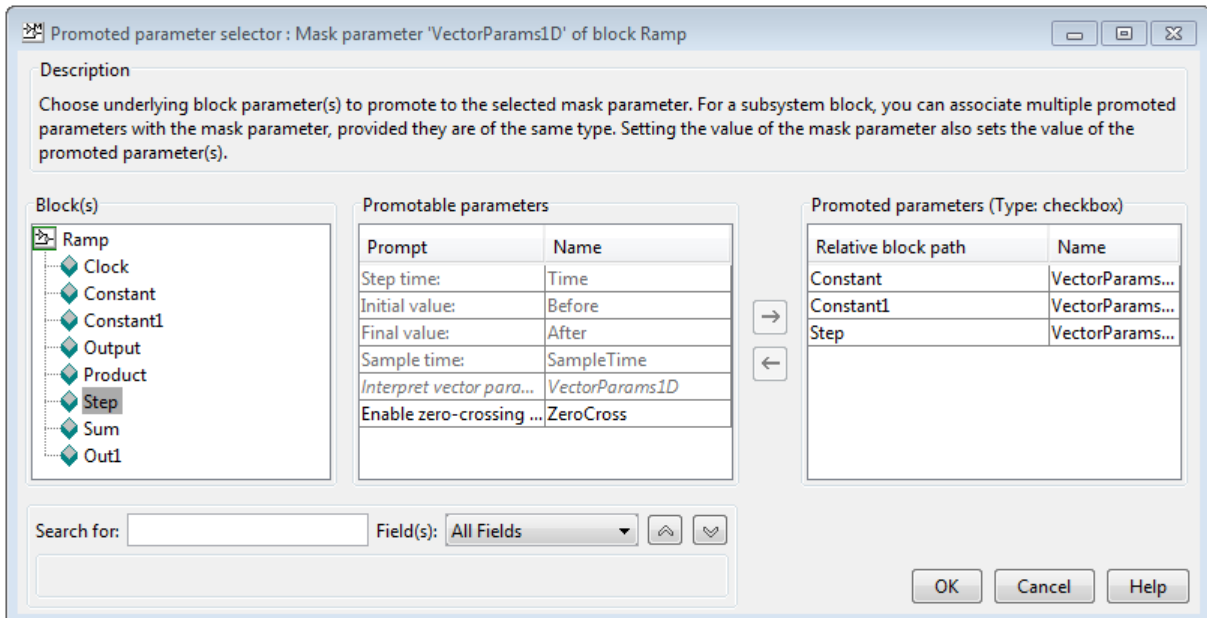 Promoted parameter selector : Mask parameter 'VectorParams1D' of block Ramp
Description
Choose underlying block parameter(s) to promote to the selected mask parameter. For a subsystem block, you can associate multiple promoted
parameters with the mask parameter, provided they are of the same type. Setting the value of the mask parameter also sets the value of the
promoted parameter(s).
Block(s)
Ramp
Clock
Constant
Constant1
Output
Product
Step
Sum
Out1
Promotable parameters
Prompt Name
Step time: Time
Initial value: Before
Final value: After
Sample time: SampleTime
Interpret vector para... VectorParams1D
Enable zero-crossing ... ZeroCross
Promoted parameters (Type: checkbox)
Relative block path Name
Constant VectorParams...
Constant1 VectorParams...
Step VectorParams...
Search for: Field(s): All Fields
OK Cancel Help